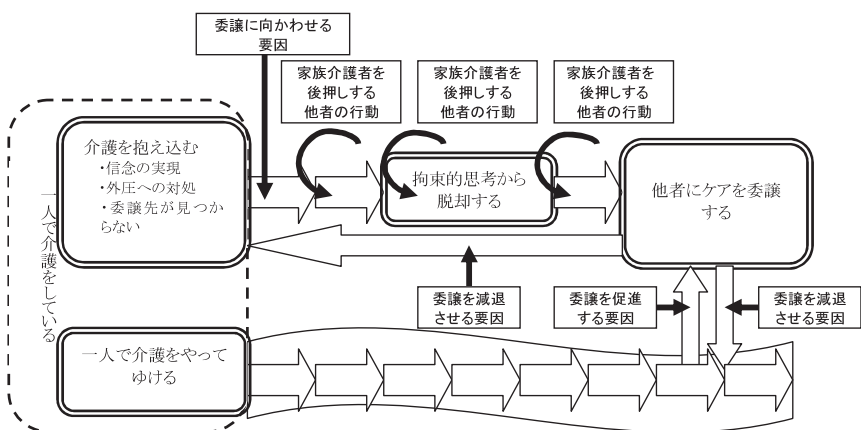 委譲に向かわせる
要因
家族介護者を
後押しする
他者の行動
家族介護者を
後押しする
他者の行動
家族介護者を
後押しする
他者の行動
一人で介護をしている
介護を抱え込む
・信念の実現
・外圧への対処
・委譲先が見つか
らない
拘束的思考から
脱却する
他者にケアを委譲
する
委譲を減退
させる要因
委譲を促進
する要因
委譲を減退
させる要因
一人で介護をやって
ゆける